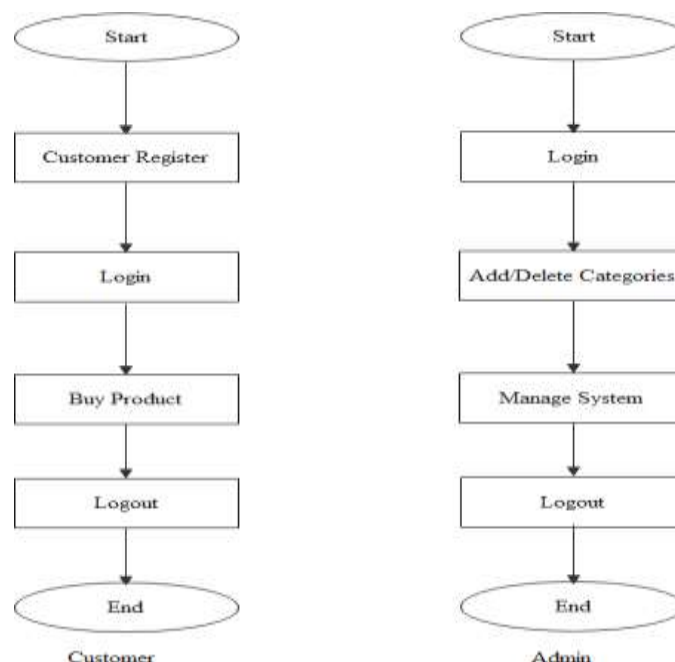 Start
Customer Register
Login
Buy Product
Logout
End
Customer
Start
Login
Add/Delete Categories
Manage System
Logout
End
Admin